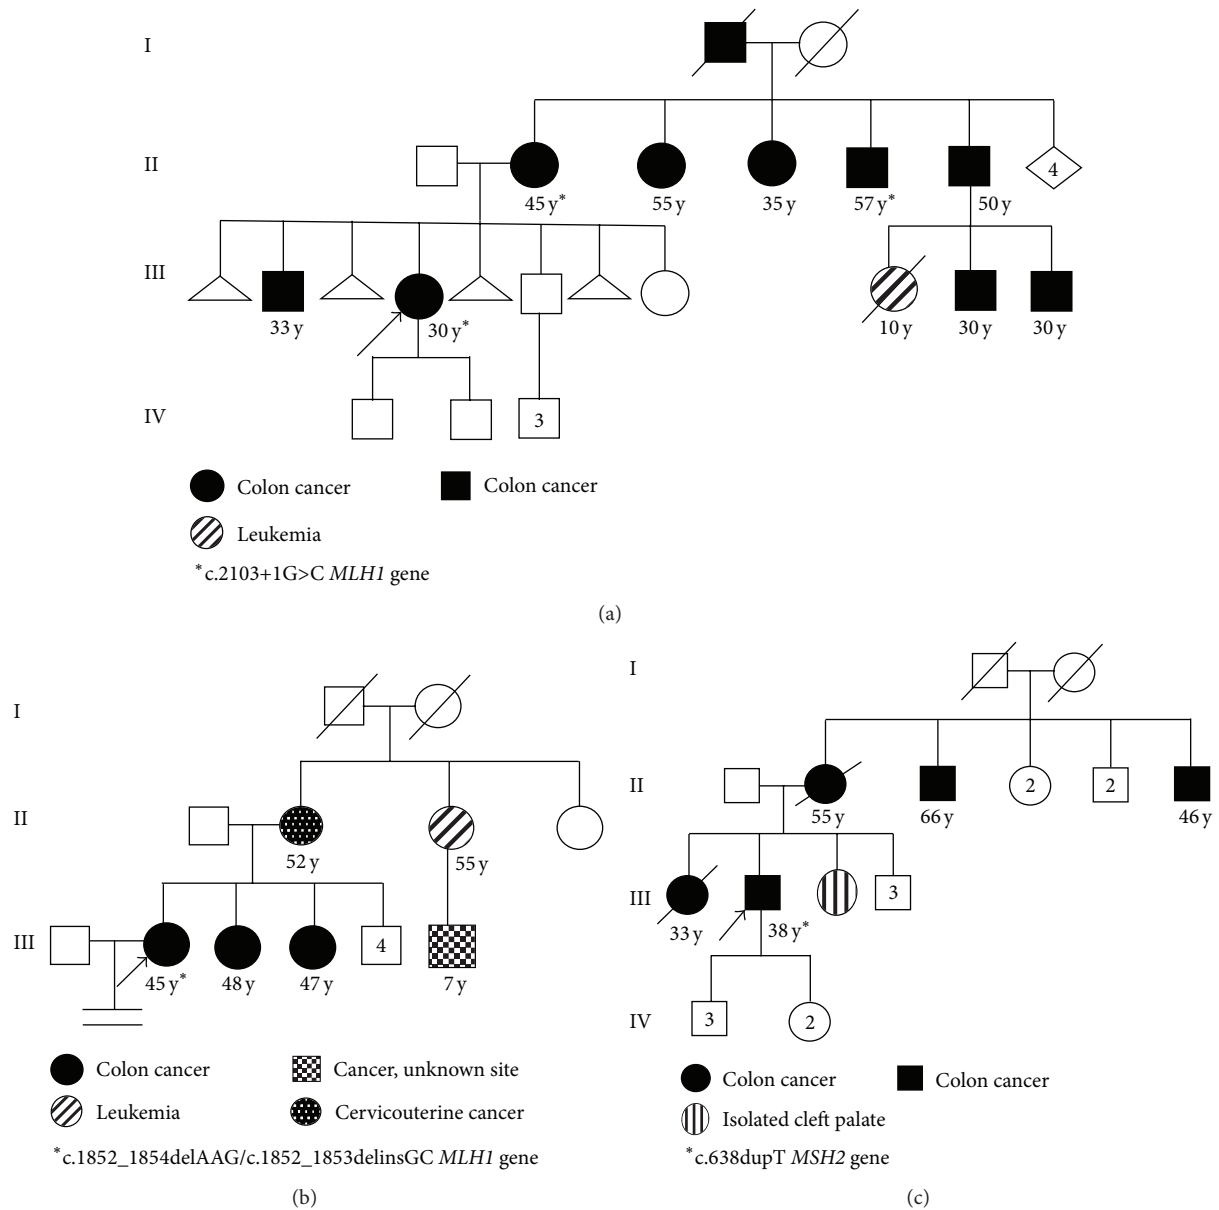 I
II
4
45 y*
55 y
35 y
57 y*
50 y
III
33 y
30 y*
10 y
30 y
30 y
IV
3
Colon cancer
Colon cancer
Leukemia
*c.2103+1G>C MLH1 gene
(a)
I
II
52 y
55 y
III
4
45 y*
48 y
47 y
7 y
Colon cancer
Cancer, unknown site
Leukemia
Cervicouterine cancer
*c.1852_1854delAAG/c.1852_1853delinsGC MLH1 gene
(b)
I
II
2
2
55 y
66 y
46 y
III
3
33 y
38 y*
IV
3
2
Colon cancer
Colon cancer
Isolated cleft palate
*c.638dupT MSH2 gene
(c)